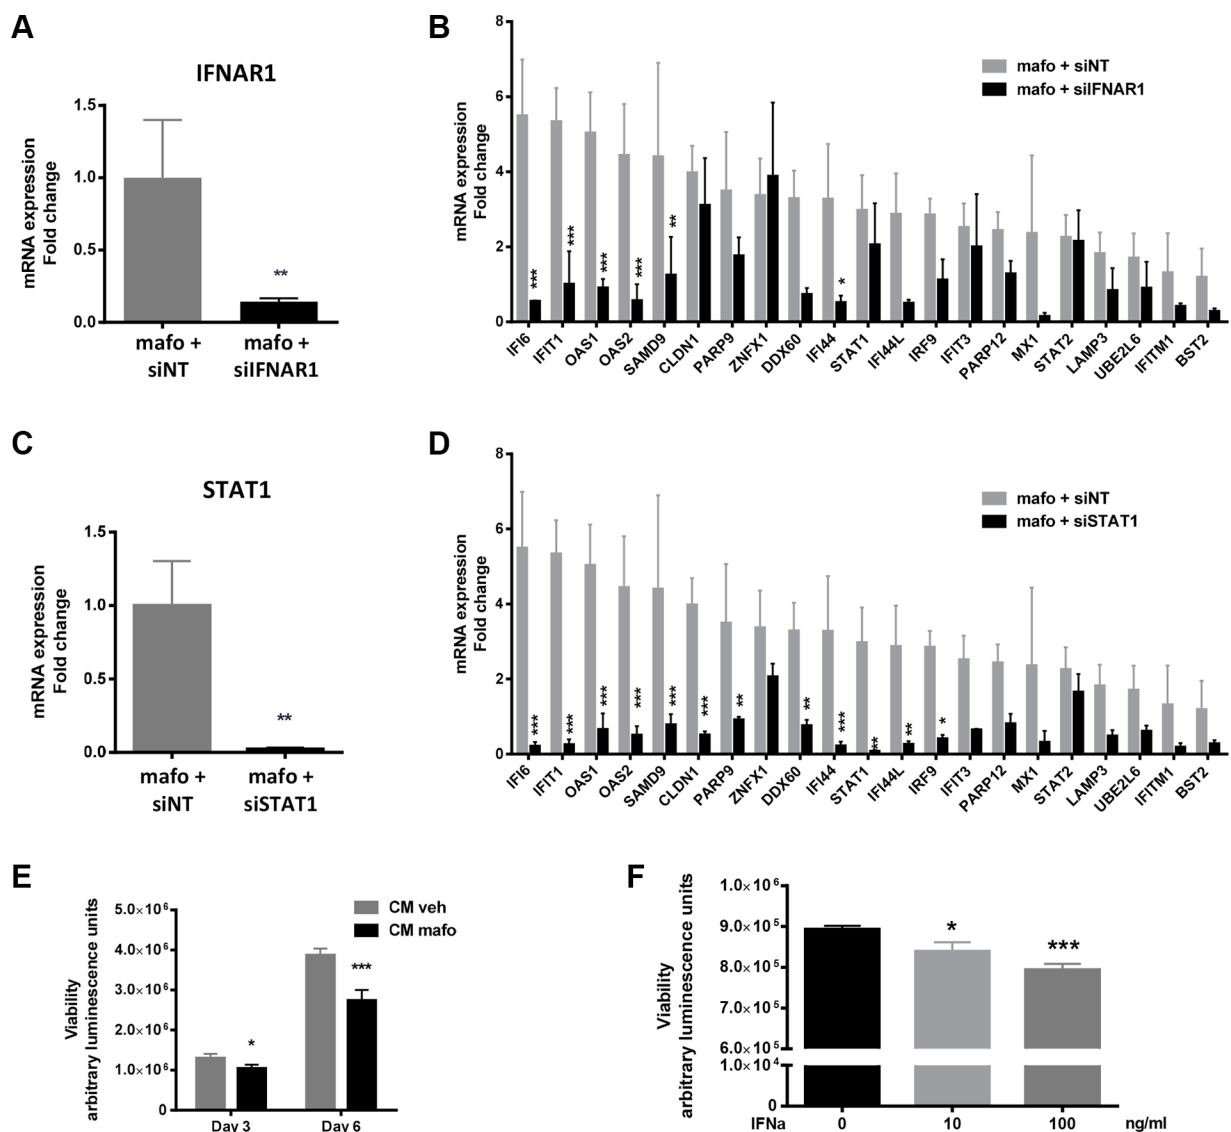 A
IFNAR1
mRNA expression
Fold change
1.5
1.0
0.5
0.0
**
mafo +
siNT
mafo +
siIFNAR1
B
mRNA expression
Fold change
8
6
4
2
0
mafo + siNT
mafo + siIFNAR1
***
***
***
***
**
*
IFI6
IFIT1
OAS1
OAS2
SAMD9
CLDN1
PARP9
ZNFX1
DDX60
IFI44
STAT1
IFI44L
IRF9
IFIT3
PARP12
MX1
STAT2
LAMP3
UBE2L6
IFITM1
BST2
C
STAT1
mRNA expression
Fold change
1.5
1.0
0.5
0.0
**
mafo +
siNT
mafo +
siSTAT1
D
mRNA expression
Fold change
8
6
4
2
0
mafo + siNT
mafo + siSTAT1
***
***
***
***
***
***
**
**
***
**
**
*
IFI6
IFIT1
OAS1
OAS2
SAMD9
CLDN1
PARP9
ZNFX1
DDX60
IFI44
STAT1
IFI44L
IRF9
IFIT3
PARP12
MX1
STAT2
LAMP3
UBE2L6
IFITM1
BST2
E
Viability
arbitrary luminescence units
5.0×10⁶
4.0×10⁶
3.0×10⁶
2.0×10⁶
1.0×10⁶
0
CM veh
CM mafo
*
***
Day 3
Day 6
F
Viability
arbitrary luminescence units
1.0×10⁶
9.0×10⁵
8.0×10⁵
7.0×10⁵
6.0×10⁵
1.0×10⁴
0
*
***
IFNa
0
10
100
ng/ml